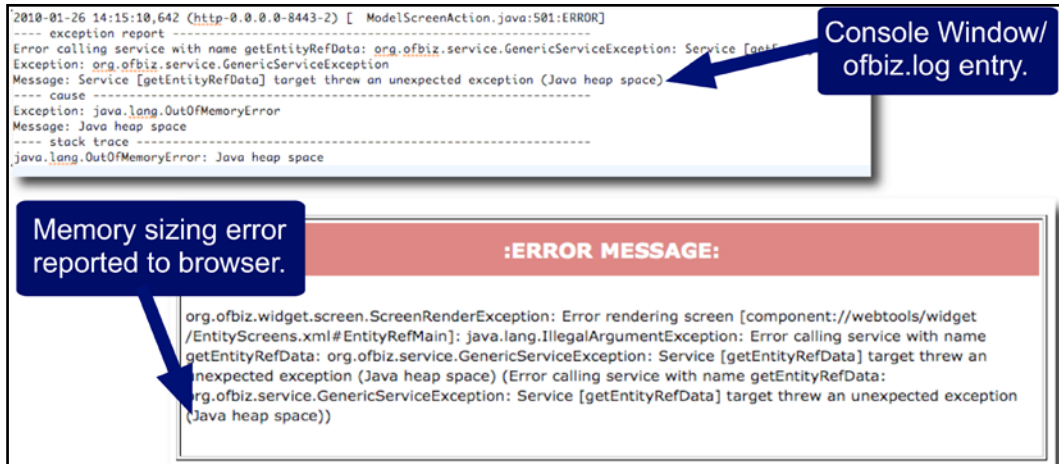 2010-01-26 14:15:10,642 (http-0.0.0.0-8443-2) [   ModelScreenAction.java:501:ERROR]
---- exception report ----------------------------------------------------------
Error calling service with name getEntityRefData: org.ofbiz.service.GenericServiceException: Service [getE
Exception: org.ofbiz.service.GenericServiceException
Message: Service [getEntityRefData] target threw an unexpected exception (Java heap space)
---- cause ---------------------------------------------------------------------
Exception: java.lang.OutOfMemoryError
Message: Java heap space
---- stack trace ---------------------------------------------------------------
java.lang.OutOfMemoryError: Java heap space
Console Window/
ofbiz.log entry.
Memory sizing error
reported to browser.
:ERROR MESSAGE:
org.ofbiz.widget.screen.ScreenRenderException: Error rendering screen [component://webtools/widget
/EntityScreens.xml#EntityRefMain]: java.lang.IllegalArgumentException: Error calling service with name
getEntityRefData: org.ofbiz.service.GenericServiceException: Service [getEntityRefData] target threw an
unexpected exception (Java heap space) (Error calling service with name getEntityRefData:
org.ofbiz.service.GenericServiceException: Service [getEntityRefData] target threw an unexpected exception
(Java heap space))